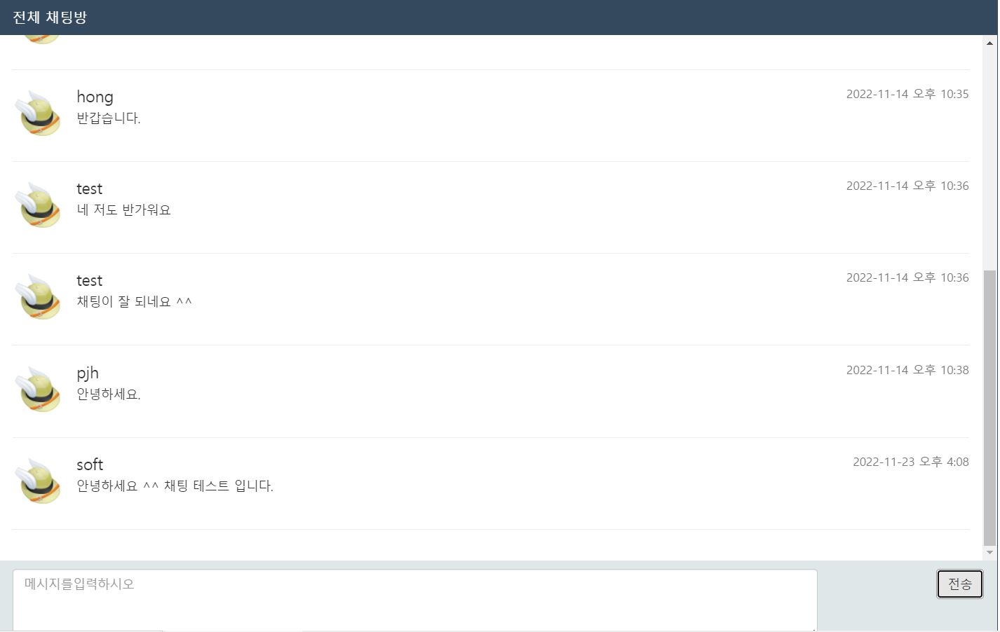 전체 채팅방
hong
2022-11-14 오후 10:35
반갑습니다.
test
2022-11-14 오후 10:36
네 저도 반가워요
test
2022-11-14 오후 10:36
채팅이 잘 되네요 ^^
pjh
2022-11-14 오후 10:38
안녕하세요.
soft
2022-11-23 오후 4:08
안녕하세요 ^^ 채팅 테스트 입니다.
메시지를입력하시오
전송